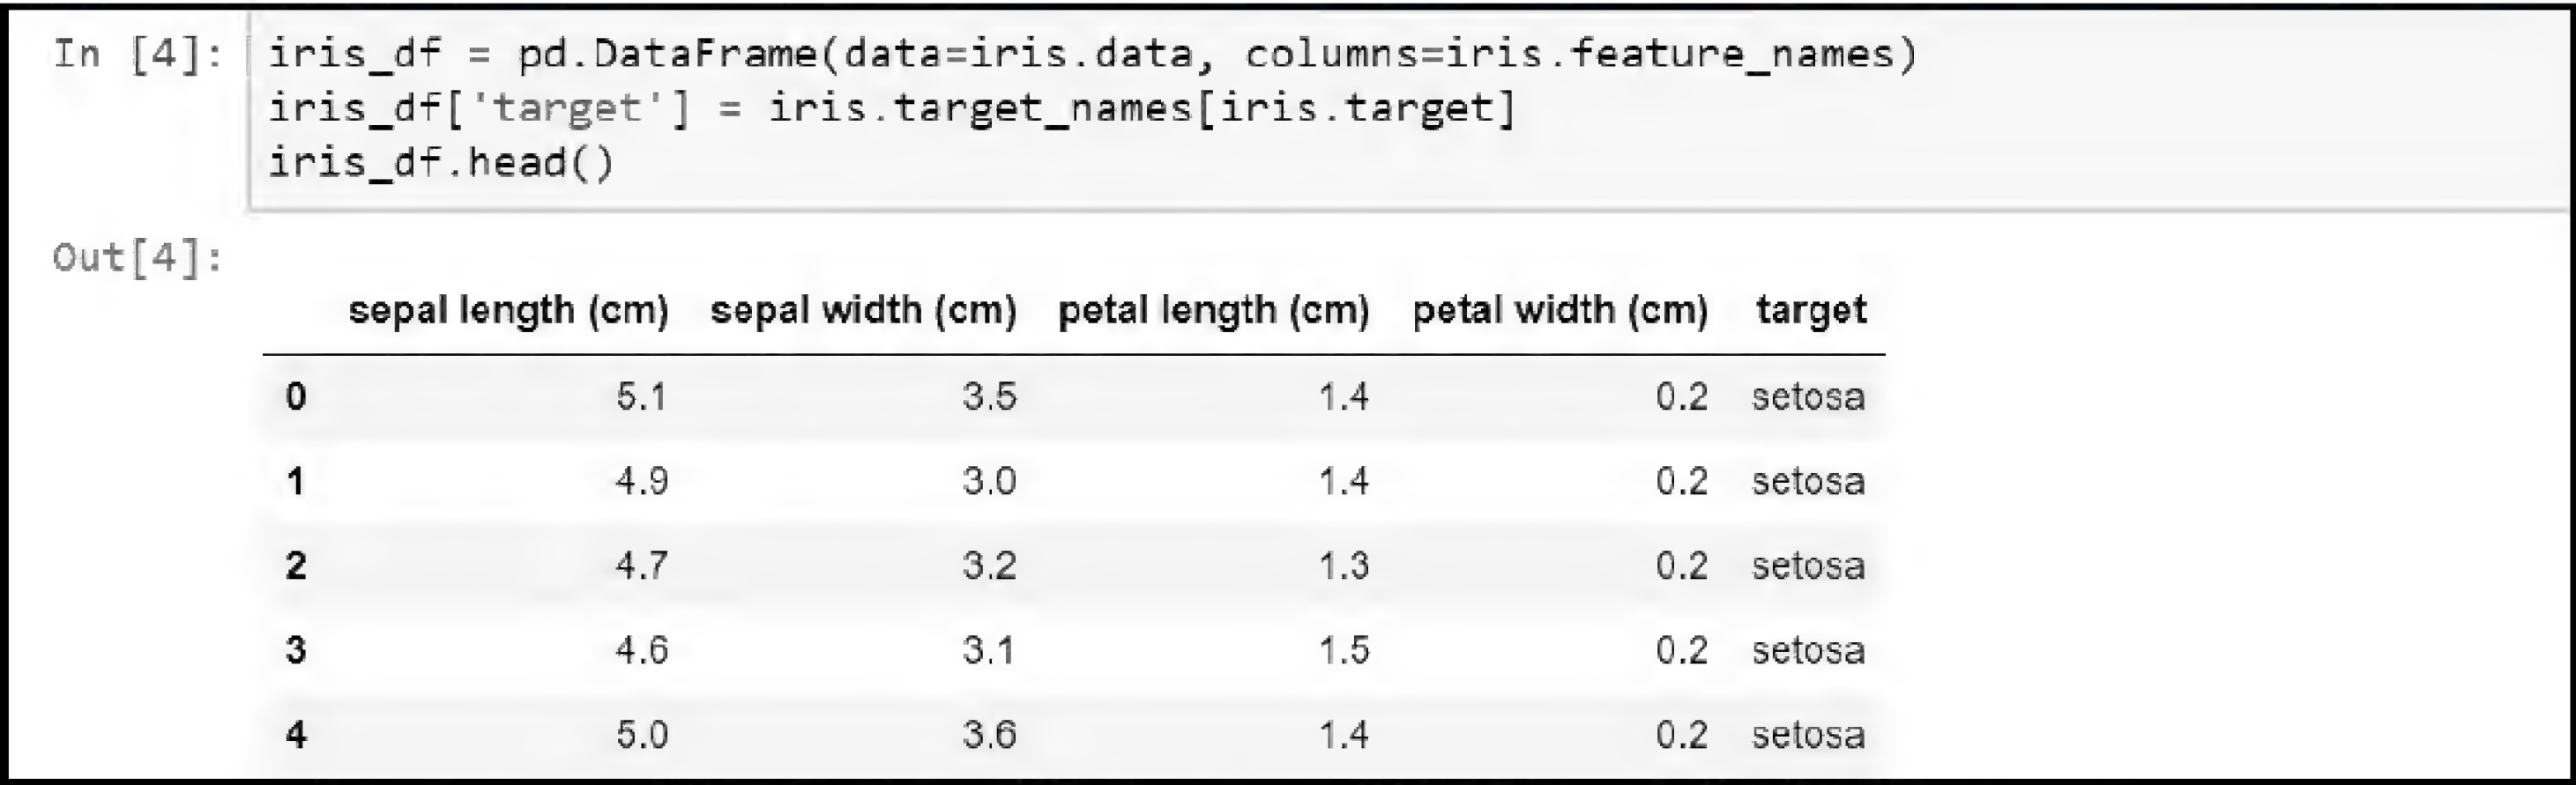 In [4]: iris_df = pd.DataFrame(data=iris.data, columns=iris.feature_names)
iris_df['target'] = iris.target_names[iris.target]
iris_df.head()
Out[4]:
sepal length (cm) sepal width (cm) petal length (cm) petal width (cm) target
0 5.1 3.5 1.4 0.2 setosa
1 4.9 3.0 1.4 0.2 setosa
2 4.7 3.2 1.3 0.2 setosa
3 4.6 3.1 1.5 0.2 setosa
4 5.0 3.6 1.4 0.2 setosa